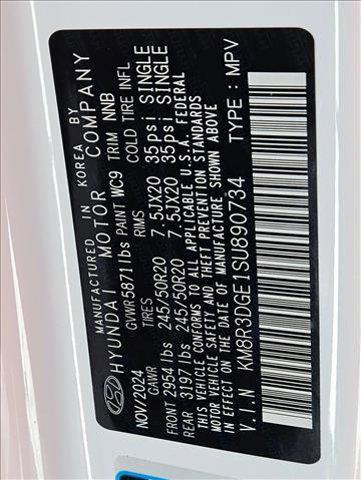 MANUFACTURED IN KOREA BY
HYUNDAI MOTOR COMPANY
NOV/2024 GVWR 5871 lbs PAINT WC9 TRIM NNB
GAWR TIRES RIMS COLD TIRE INFL
FRONT 2954 lbs 245/50R20 7.5JX20 35psi SINGLE
REAR 3197 lbs 245/50R20 7.5JX20 35psi SINGLE
THIS VEHICLE CONFORMS TO ALL APPLICABLE U.S.A. FEDERAL
MOTOR VEHICLE SAFETY AND THEFT PREVENTION STANDARDS
IN EFFECT ON THE DATE OF MANUFACTURE SHOWN ABOVE
V.I.N KM8R3DGE1SU890734 TYPE : MPV